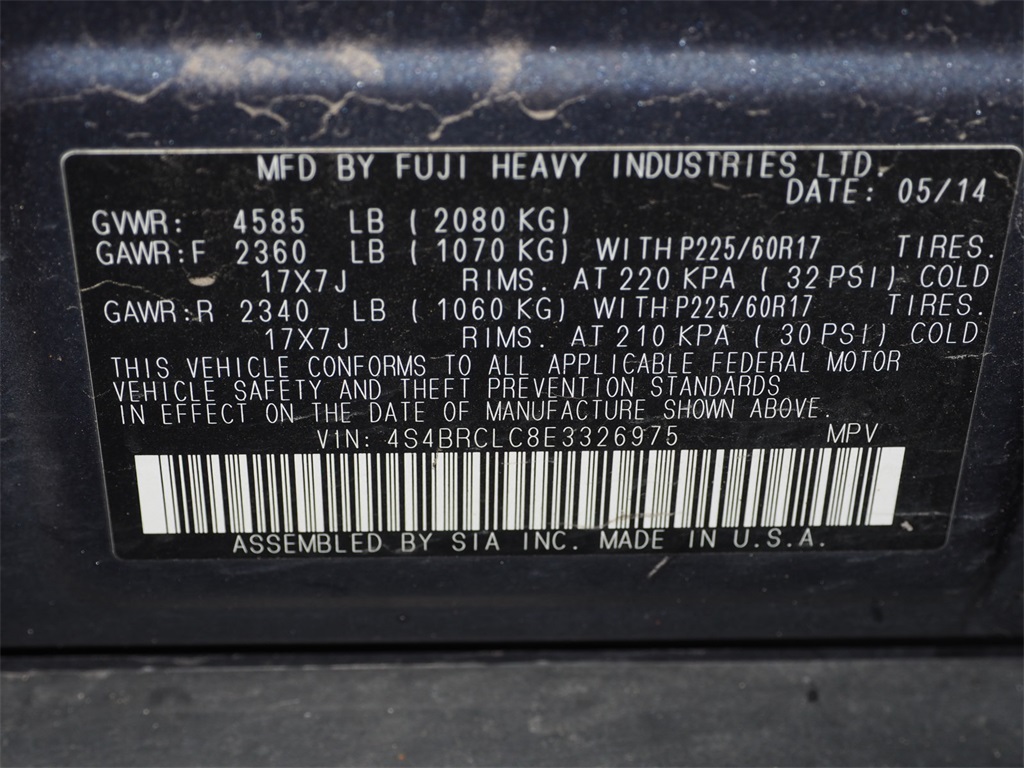 MFD BY FUJI HEAVY INDUSTRIES LTD.
DATE: 05/14
GVWR: 4585 LB ( 2080 KG)
GAWR:F 2360 LB ( 1070 KG) WITH P225/60R17 TIRES.
17X7J RIMS. AT 220 KPA ( 32 PSI) COLD
GAWR:R 2340 LB ( 1060 KG) WITH P225/60R17 TIRES.
17X7J RIMS. AT 210 KPA ( 30 PSI) COLD
THIS VEHICLE CONFORMS TO ALL APPLICABLE FEDERAL MOTOR
VEHICLE SAFETY AND THEFT PREVENTION STANDARDS
IN EFFECT ON THE DATE OF MANUFACTURE SHOWN ABOVE.
VIN: 4S4BRCLC8E3326975 MPV
ASSEMBLED BY SIA INC. MADE IN U.S.A.